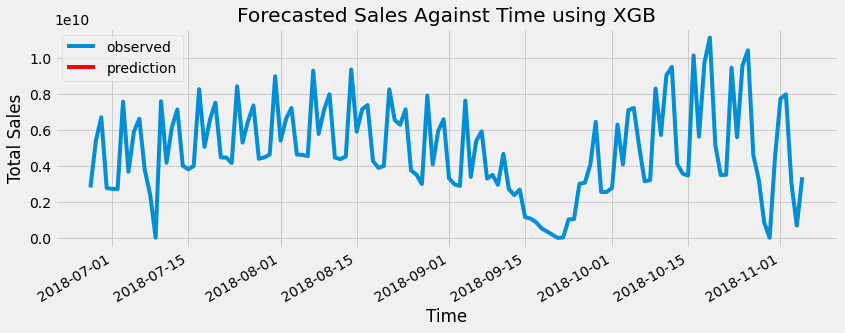 Forecasted Sales Against Time using XGB
1e10
observed
prediction
1.0
0.8
0.6
0.4
0.2
0.0
Total Sales
2018-07-01
2018-07-15
2018-08-01
2018-08-15
2018-09-01
2018-09-15
2018-10-01
2018-10-15
2018-11-01
Time